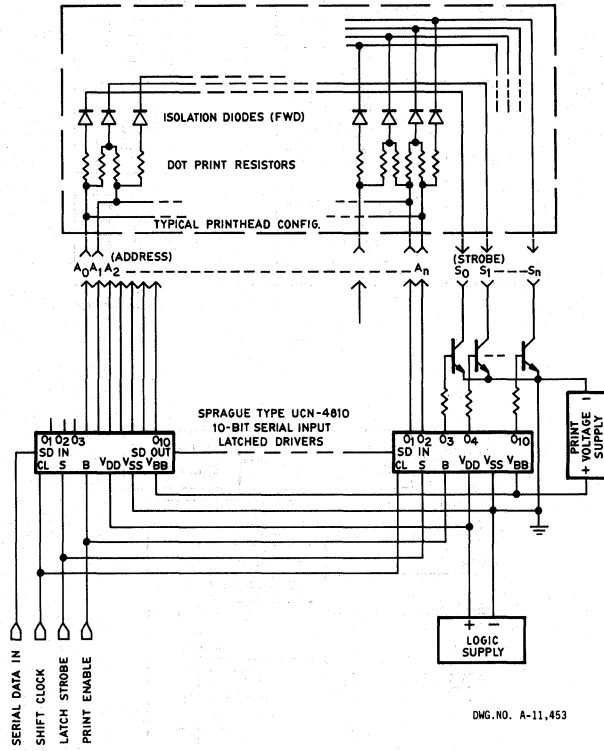 ISOLATION DIODES (FWD)
DOT PRINT RESISTORS
TYPICAL PRINTHEAD CONFIG.
(ADDRESS)
A0 A1 A2 An
(STROBE)
S0 S1 Sn
SPRAGUE TYPE UCN-4810
10-BIT SERIAL INPUT
LATCHED DRIVERS
O1 O2 O3 O10
SD IN SD OUT
CL S B VDD VSS VBB
O1 O2 O3 O4 O10
SD IN
CL S B VDD VSS VBB
PRINT
VOLTAGE
SUPPLY
+ −
+ −
LOGIC
SUPPLY
SERIAL DATA IN
SHIFT CLOCK
LATCH STROBE
PRINT ENABLE
DWG.NO. A-11,453